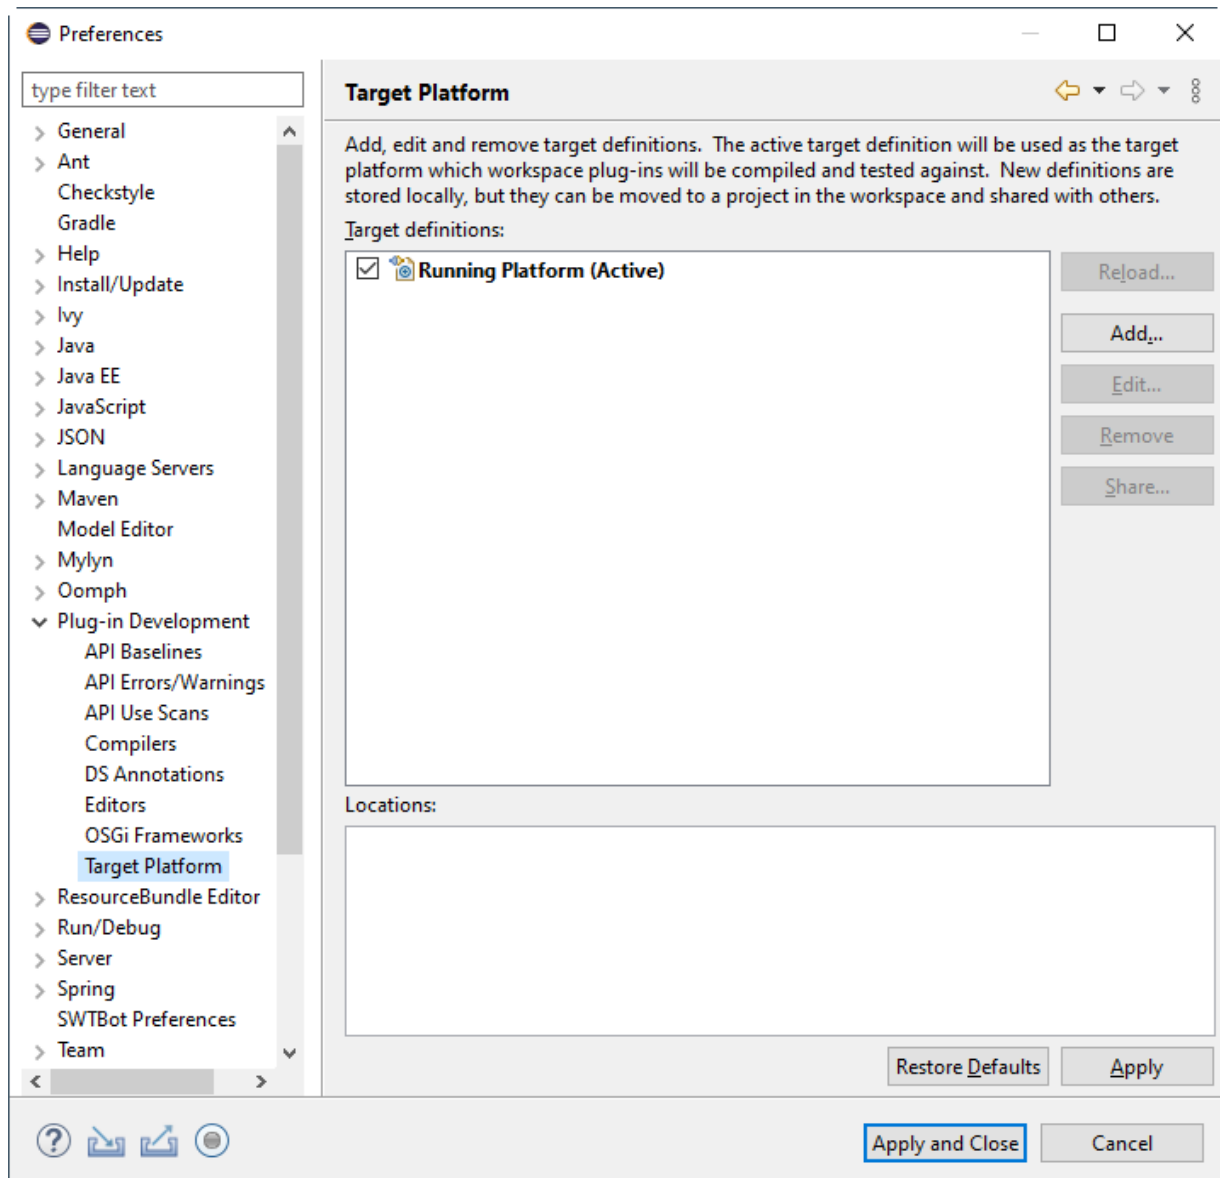 Preferences
type filter text
General
Ant
Checkstyle
Gradle
Help
Install/Update
Ivy
Java
Java EE
JavaScript
JSON
Language Servers
Maven
Model Editor
Mylyn
Oomph
Plug-in Development
API Baselines
API Errors/Warnings
API Use Scans
Compilers
DS Annotations
Editors
OSGi Frameworks
Target Platform
ResourceBundle Editor
Run/Debug
Server
Spring
SWTBot Preferences
Team
Target Platform
Add, edit and remove target definitions.  The active target definition will be used as the target
platform which workspace plug-ins will be compiled and tested against.  New definitions are
stored locally, but they can be moved to a project in the workspace and shared with others.
Target definitions:
Running Platform (Active)
Reload...
Add...
Edit...
Remove
Share...
Locations:
Restore Defaults
Apply
Apply and Close
Cancel